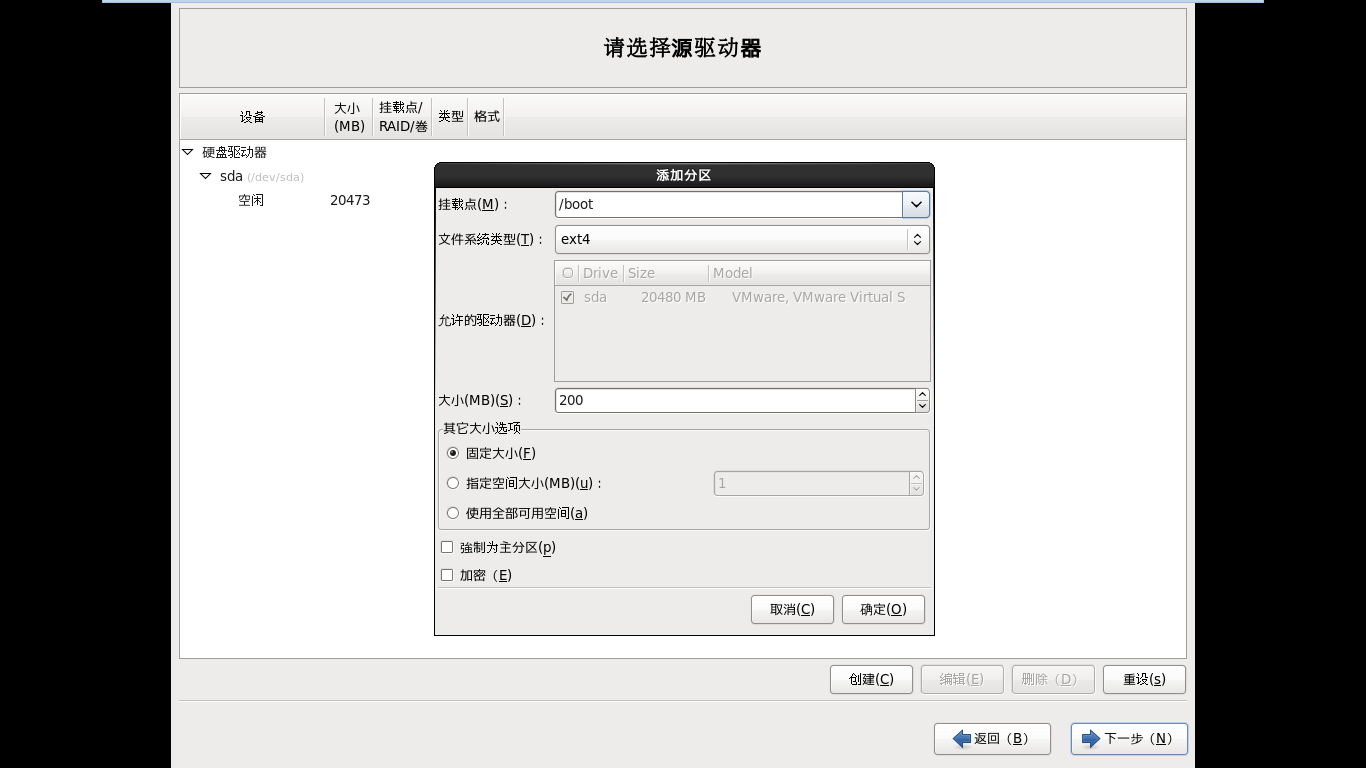 请选择源驱动器
设备
大小
(MB)
挂载点/
RAID/卷
类型
格式
硬盘驱动器
sda (/dev/sda)
空闲 20473
添加分区
挂载点(M)：
/boot
文件系统类型(T)：
ext4
允许的驱动器(D)：
Drive Size Model
sda 20480 MB VMware, VMware Virtual S
大小(MB)(S)：
200
其它大小选项
固定大小(F)
指定空间大小(MB)(u)：
1
使用全部可用空间(a)
強制为主分区(p)
加密（E)
取消(C)
确定(O)
创建(C)
编辑(E)
删除（D）
重设(s)
返回（B）
下一步（N）